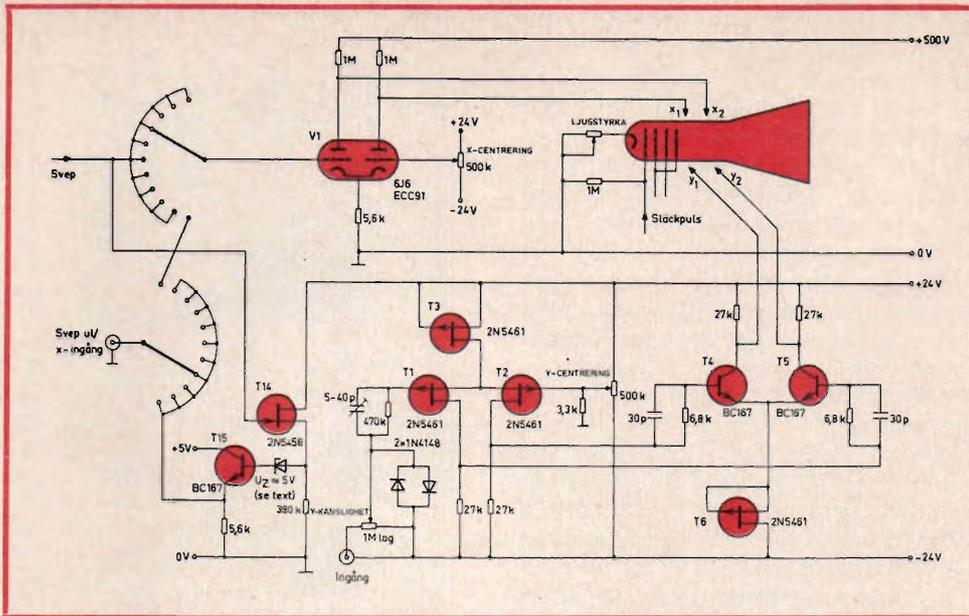 +500V
1M
1M
x₁
x₂
V1
+24V
LJUSSTYRKA
X-CENTRERING
500k
Svep
6J6
ECC91
-24V
1M
y₁
y₂
5,6k
Släckpuls
0V
+24V
T3
2N5461
27k
27k
Svep ut/
x-ingång
T1
T2
Y-CENTRERING
T4
T5
T14
5-40p
500k
470k
3,3k
30p
6,8k
BC167
BC167
6,8k
30p
2N5461
2N5461
2N5458
2×1N4148
T15
+5V
UZ ≈ 5V
(se text)
BC167
390k
Y-KÄNSLIGHET
27k
27k
T6
2N5461
5,6k
1M log
0V
-24V
Ingång